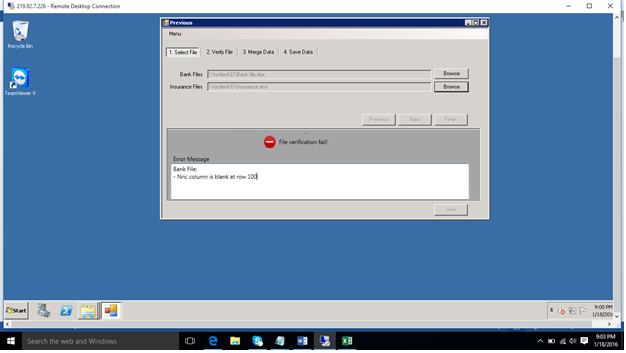 219.92.7.226 - Remote Desktop Connection
Recycle Bin
TeamViewer 9
Previous
Menu
1. Select File
2. Verify File
3. Merge Data
4. Save Data
Bank Files
\\tsclient\D\Bank file.xlsx
Browse
Insurance Files
\\tsclient\D\Insurance.xlsx
Browse
Previous
Next
Finish
File verification fail!
Error Message
Bank File:
- Nric column is blank at row 100
View
Start
9:00 PM
1/18/2016
Search the web and Windows
9:03 PM
1/18/2016